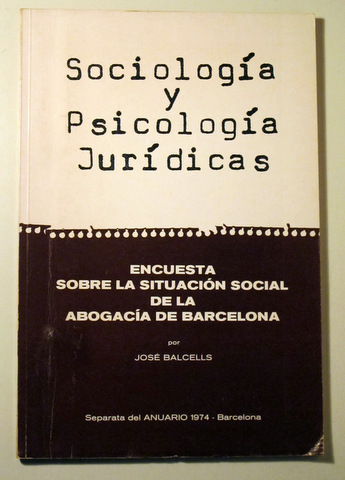 Sociología
y
Psicología
Jurídicas
ENCUESTA
SOBRE LA SITUACIÓN SOCIAL
DE LA
ABOGACÍA DE BARCELONA
por
JOSÉ BALCELLS
Separata del ANUARIO 1974 - Barcelona